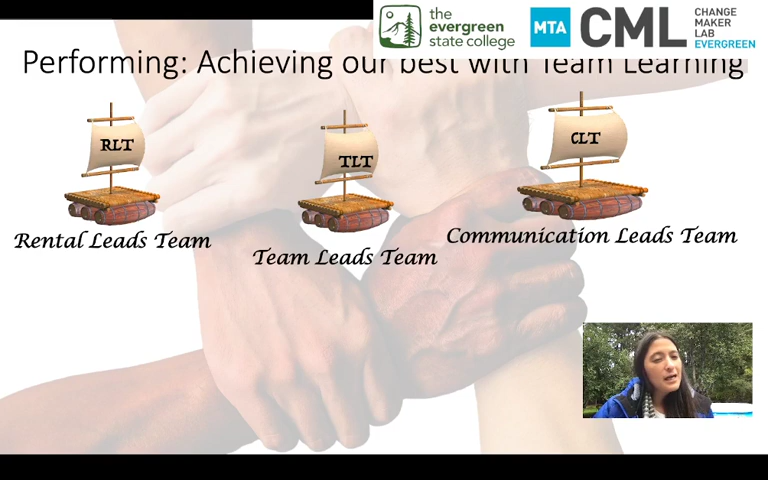 the
evergreen
state college
MTA
CML
CHANGE
MAKER
LAB
EVERGREEN
Performing: Achieving our best with Team Learning
RLT
TLT
CLT
Rental Leads Team
Team Leads Team
Communication Leads Team